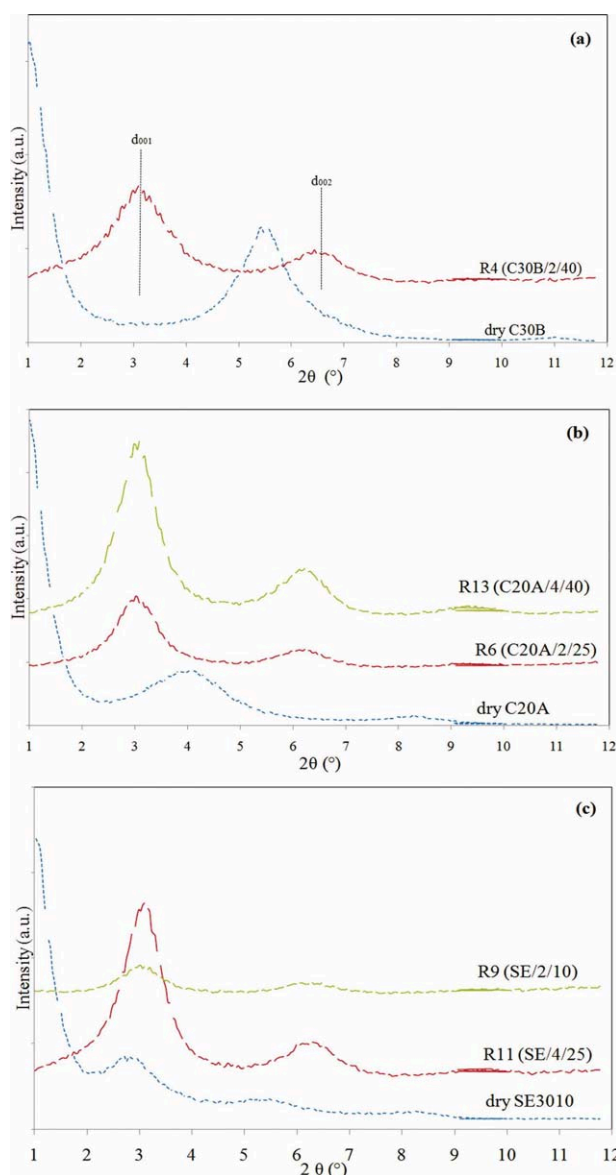 (a)
d001
d002
Intensity (a.u.)
R4 (C30B/2/40)
dry C30B
1 2 3 4 5 6 7 8 9 10 11 12
2θ (°)
(b)
Intensity (a.u.)
R13 (C20A/4/40)
R6 (C20A/2/25)
dry C20A
1 2 3 4 5 6 7 8 9 10 11 12
2θ (°)
(c)
Intensity (a.u.)
R9 (SE/2/10)
R11 (SE/4/25)
dry SE3010
1 2 3 4 5 6 7 8 9 10 11 12
2 θ (°)